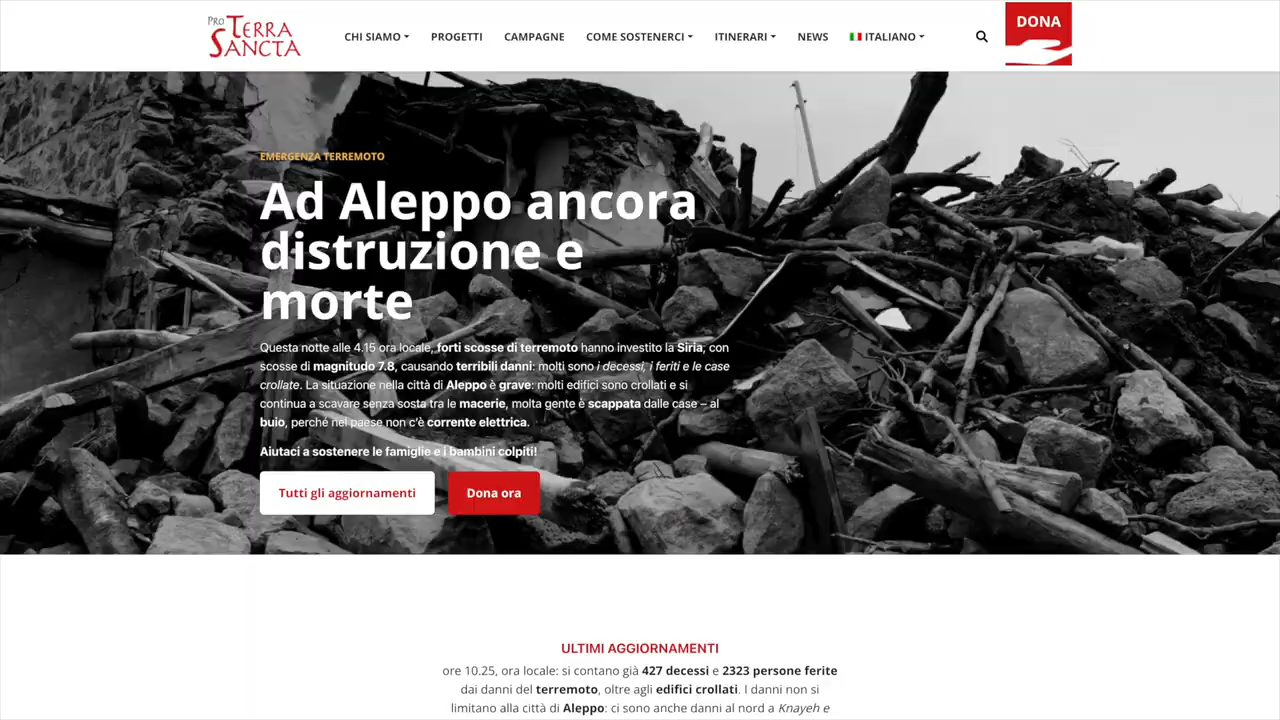 PRO TERRA
SANCTA
CHI SIAMO PROGETTI CAMPAGNE COME SOSTENERCI ITINERARI NEWS ITALIANO DONA
EMERGENZA TERREMOTO
Ad Aleppo ancora
distruzione e
morte
Questa notte alle 4.15 ora locale, forti scosse di terremoto hanno investito la Siria, con
scosse di magnitudo 7.8, causando terribili danni: molti sono i decessi, i feriti e le case
crollate. La situazione nella città di Aleppo è grave: molti edifici sono crollati e si
continua a scavare senza sosta tra le macerie, molta gente è scappata dalle case – al
buio, perché nel paese non c'è corrente elettrica.
Aiutaci a sostenere le famiglie e i bambini colpiti!
Tutti gli aggiornamenti Dona ora
ULTIMI AGGIORNAMENTI
ore 10.25, ora locale: si contano già 427 decessi e 2323 persone ferite
dai danni del terremoto, oltre agli edifici crollati. I danni non si
limitano alla città di Aleppo: ci sono anche danni al nord a Knayeh e